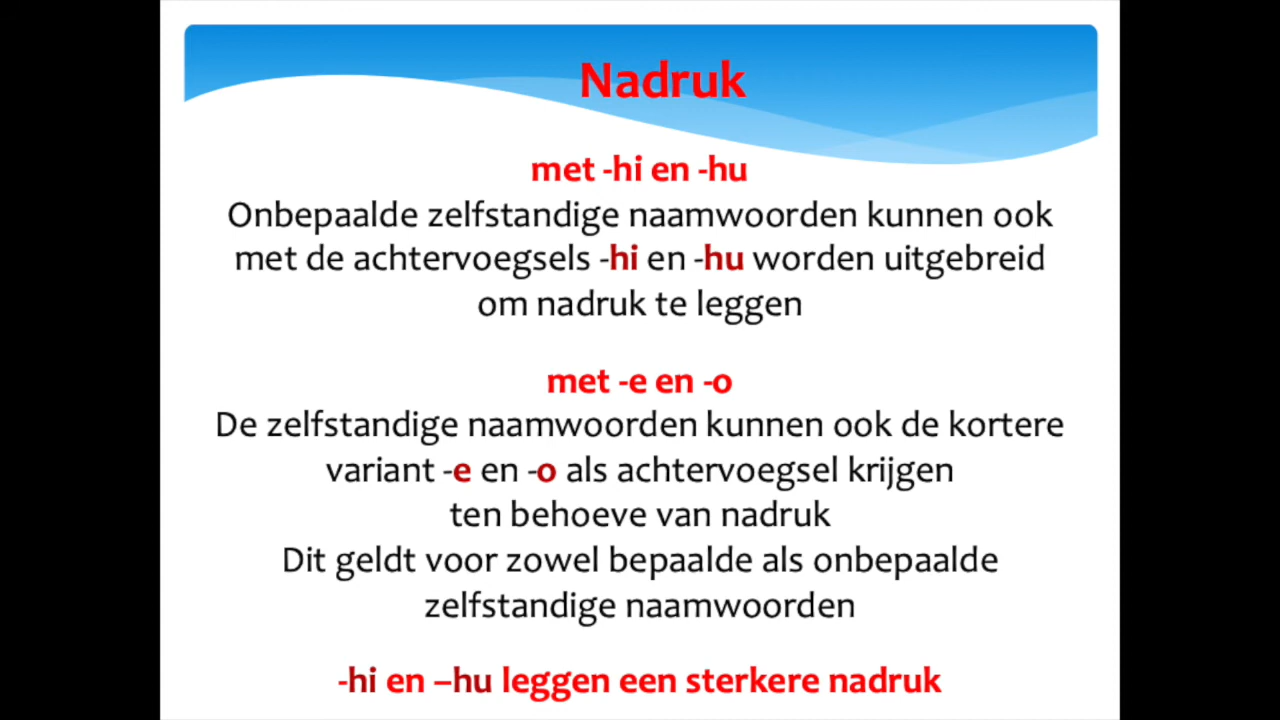 Nadruk
met -hi en -hu
Onbepaalde zelfstandige naamwoorden kunnen ook
met de achtervoegsels -hi en -hu worden uitgebreid
om nadruk te leggen
met -e en -o
De zelfstandige naamwoorden kunnen ook de kortere
variant -e en -o als achtervoegsel krijgen
ten behoeve van nadruk
Dit geldt voor zowel bepaalde als onbepaalde
zelfstandige naamwoorden
-hi en –hu leggen een sterkere nadruk